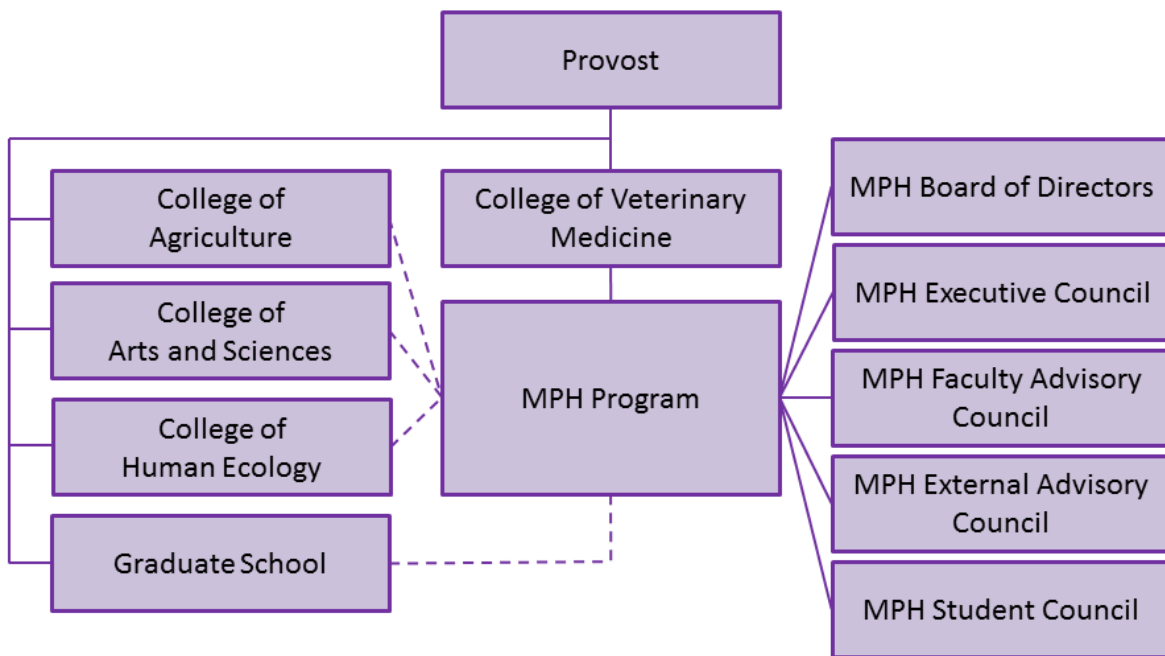 Provost
College of
Agriculture
College of Veterinary
Medicine
MPH Board of Directors
College of
Arts and Sciences
MPH Executive Council
MPH Program
MPH Faculty Advisory
Council
College of
Human Ecology
MPH External Advisory
Council
Graduate School
MPH Student Council